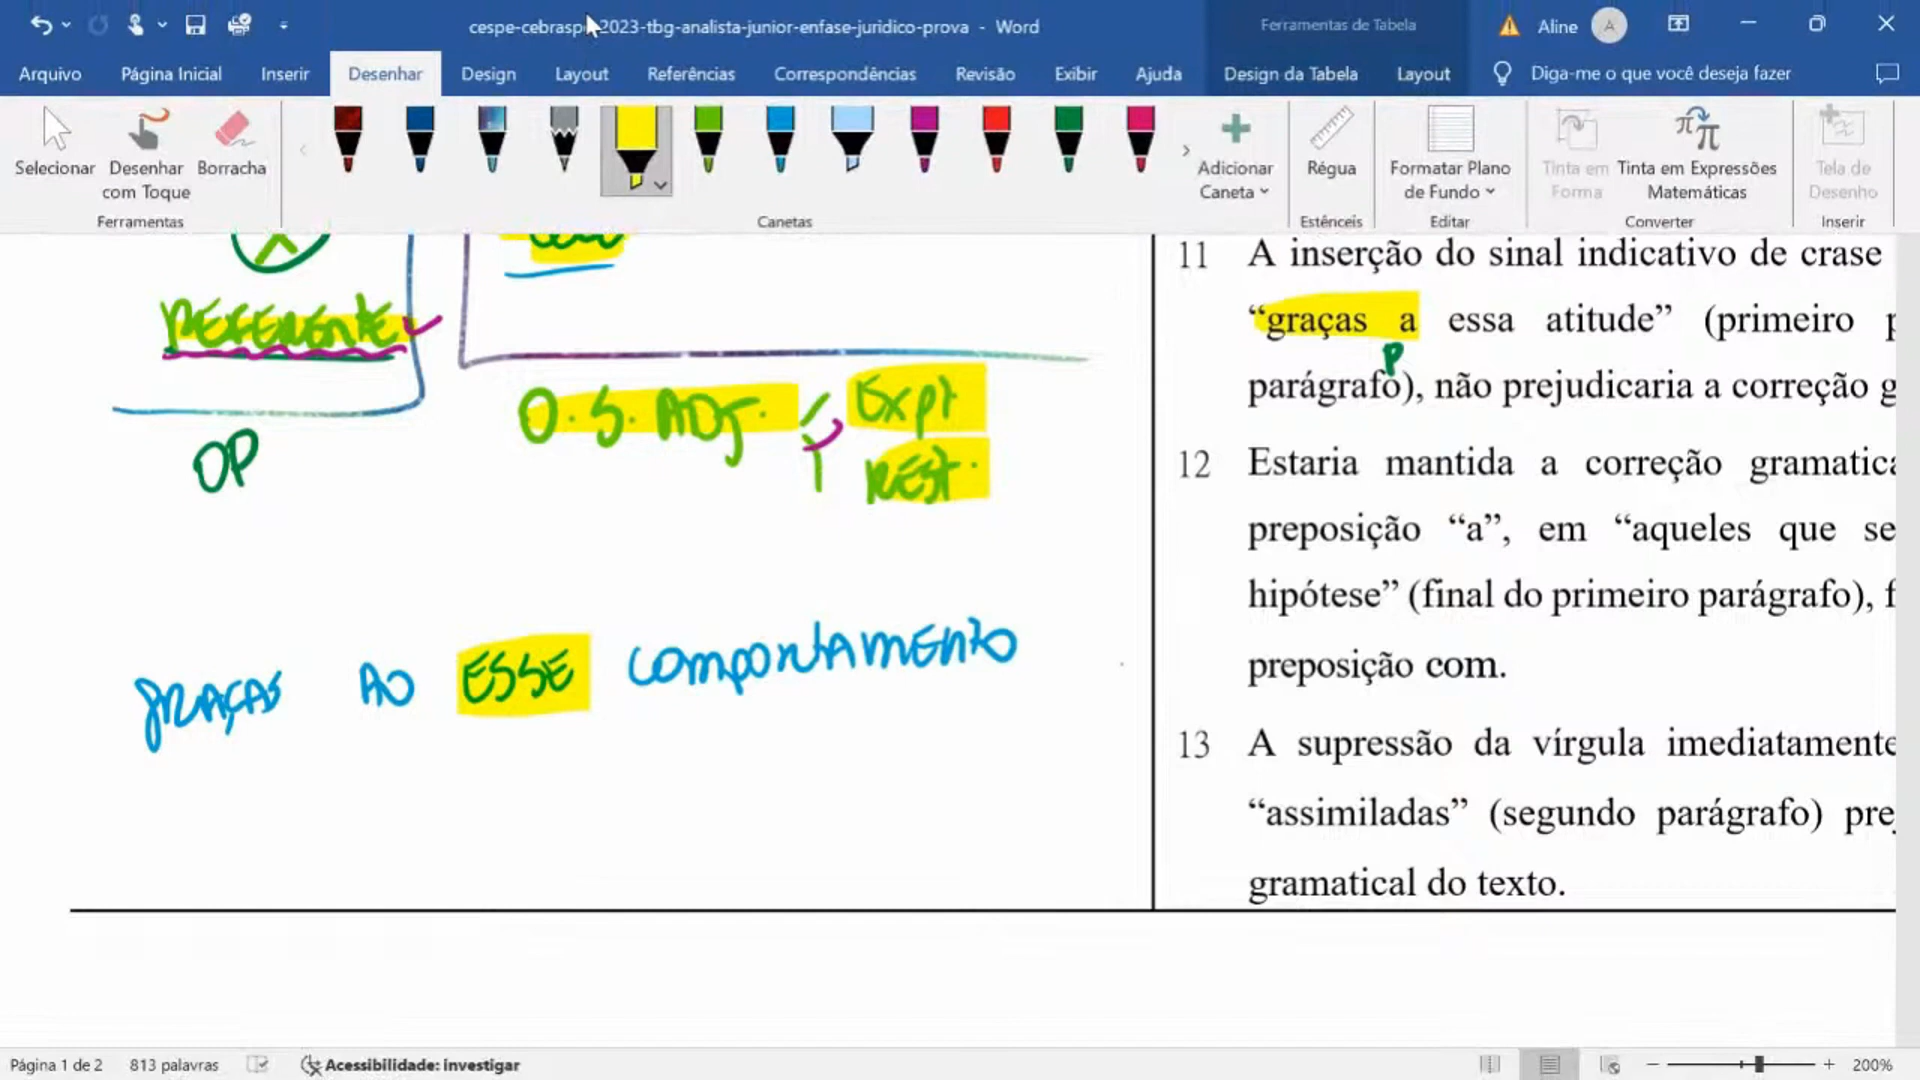 cespe-cebraspe-2023-tbg-analista-junior-enfase-juridico-prova - Word
Ferramentas de Tabela
Aline
A
Arquivo
Página Inicial
Inserir
Desenhar
Design
Layout
Referências
Correspondências
Revisão
Exibir
Ajuda
Design da Tabela
Layout
Diga-me o que você deseja fazer
Selecionar
Desenhar com Toque
Borracha
Adicionar Caneta
Régua
Formatar Plano de Fundo
Tinta em Forma
Tinta em Expressões Matemáticas
Tela de Desenho
Ferramentas
Canetas
Estênceis
Editar
Converter
Inserir
REFERENTE
OP
O.S. ADJ.
Expl
REST.
graças AO ESSE comportAmento
11 A inserção do sinal indicativo de crase
“graças a essa atitude” (primeiro p
P
parágrafo), não prejudicaria a correção g
12 Estaria mantida a correção gramatica
preposição “a”, em “aqueles que se
hipótese” (final do primeiro parágrafo), f
preposição com.
13 A supressão da vírgula imediatamente
“assimiladas” (segundo parágrafo) pre
gramatical do texto.
Página 1 de 2
813 palavras
Acessibilidade: investigar
200%